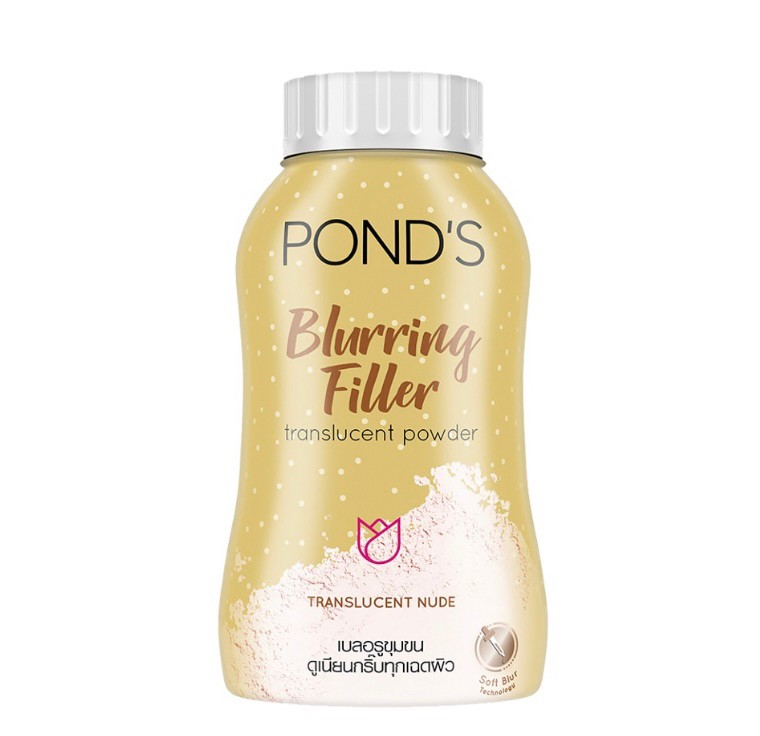 POND'S
Blurring
Filler
translucent powder
TRANSLUCENT NUDE
เบลอรูขุมขน
ดูเนียนกริ๊บทุกเฉดผิว
Soft Blur
Technology